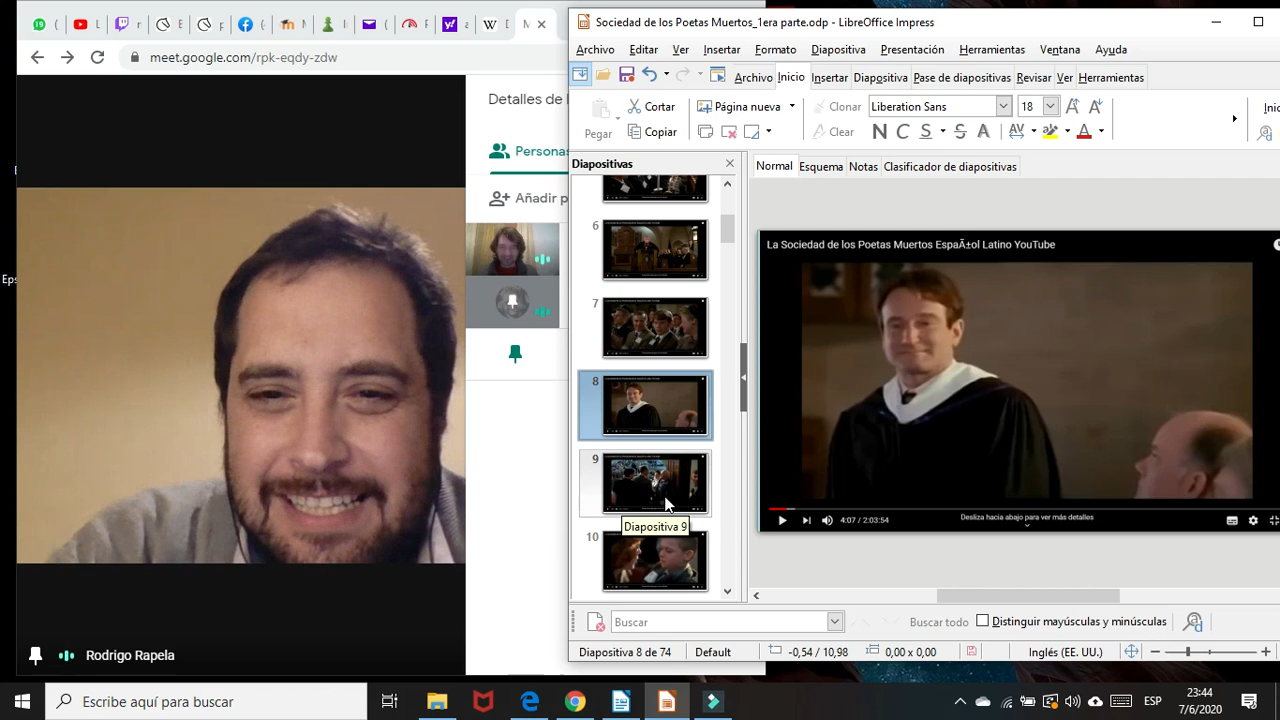 meet.google.com/rpk-eqdy-zdw
Detalles de l
Personas
Añadir p
Rodrigo Rapela
Eps
Sociedad de los Poetas Muertos_1era parte.odp - LibreOffice Impress
Archivo Editar Ver Insertar Formato Diapositiva Presentación Herramientas Ventana Ayuda
Archivo Inicio Insertar Diapositiva Pase de diapositivas Revisar Ver Herramientas
Pegar
Cortar
Copiar
Página nueva
Clonar
Clear
Liberation Sans 18
N C S S A AV A
Inic
Diapositivas
Normal Esquema Notas Clasificador de diapositivas
6
7
8
9
Diapositiva 9
10
La Sociedad de los Poetas Muertos EspaÃ±ol Latino YouTube
4:07 / 2:03:54
Desliza hacia abajo para ver más detalles
Buscar
Buscar todo Distinguir mayúsculas y minúsculas
Diapositiva 8 de 74 Default -0,54 / 10,98 0,00 x 0,00 Inglés (EE. UU.)
Escribe aquí para buscar
ESP
23:44
7/6/2020